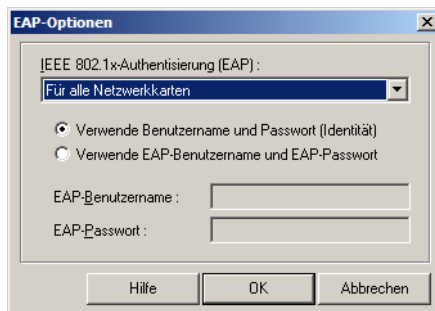 EAP-Optionen
IEEE 802.1x-Authentisierung (EAP) :
Für alle Netzwerkkarten
Verwende Benutzername und Passwort (Identität)
Verwende EAP-Benutzername und EAP-Passwort
EAP-Benutzername :
EAP-Passwort :
Hilfe OK Abbrechen